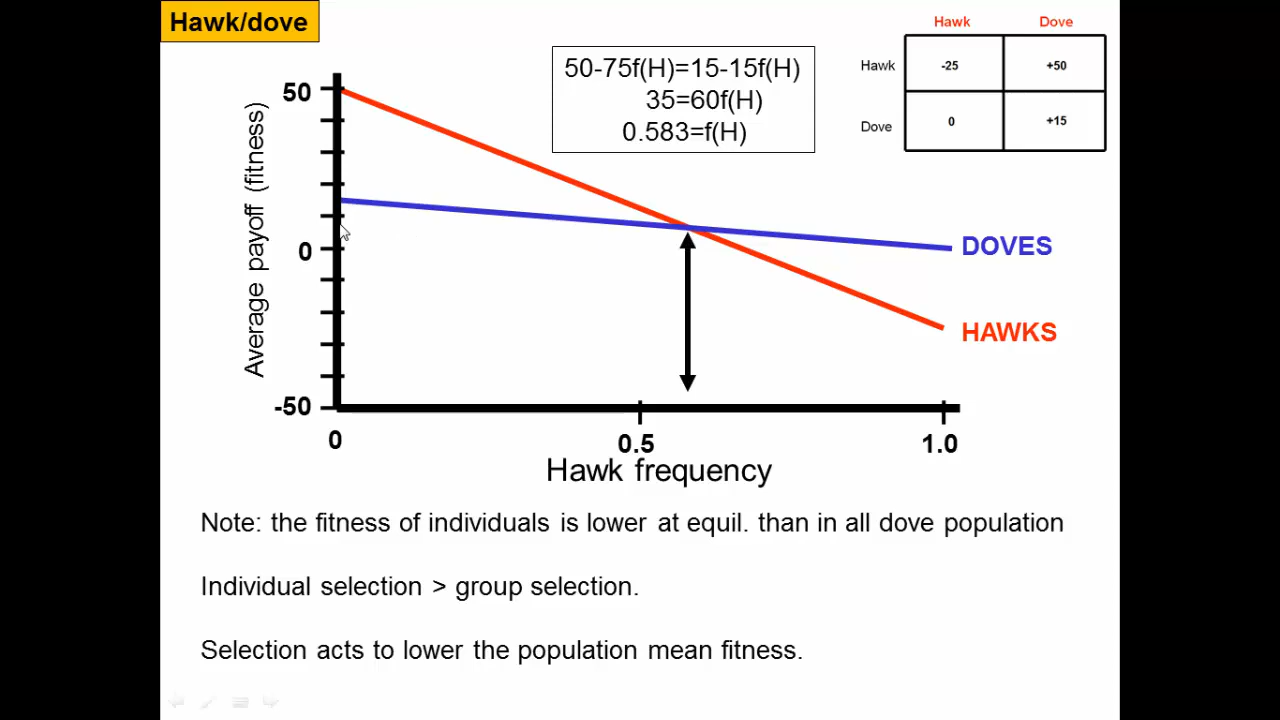 Hawk/dove
Hawk Dove
Hawk -25 +50
Dove 0 +15
50-75f(H)=15-15f(H)
35=60f(H)
0.583=f(H)
Average payoff (fitness)
50
0
-50
DOVES
HAWKS
0 0.5 1.0
Hawk frequency
Note: the fitness of individuals is lower at equil. than in all dove population
Individual selection > group selection.
Selection acts to lower the population mean fitness.